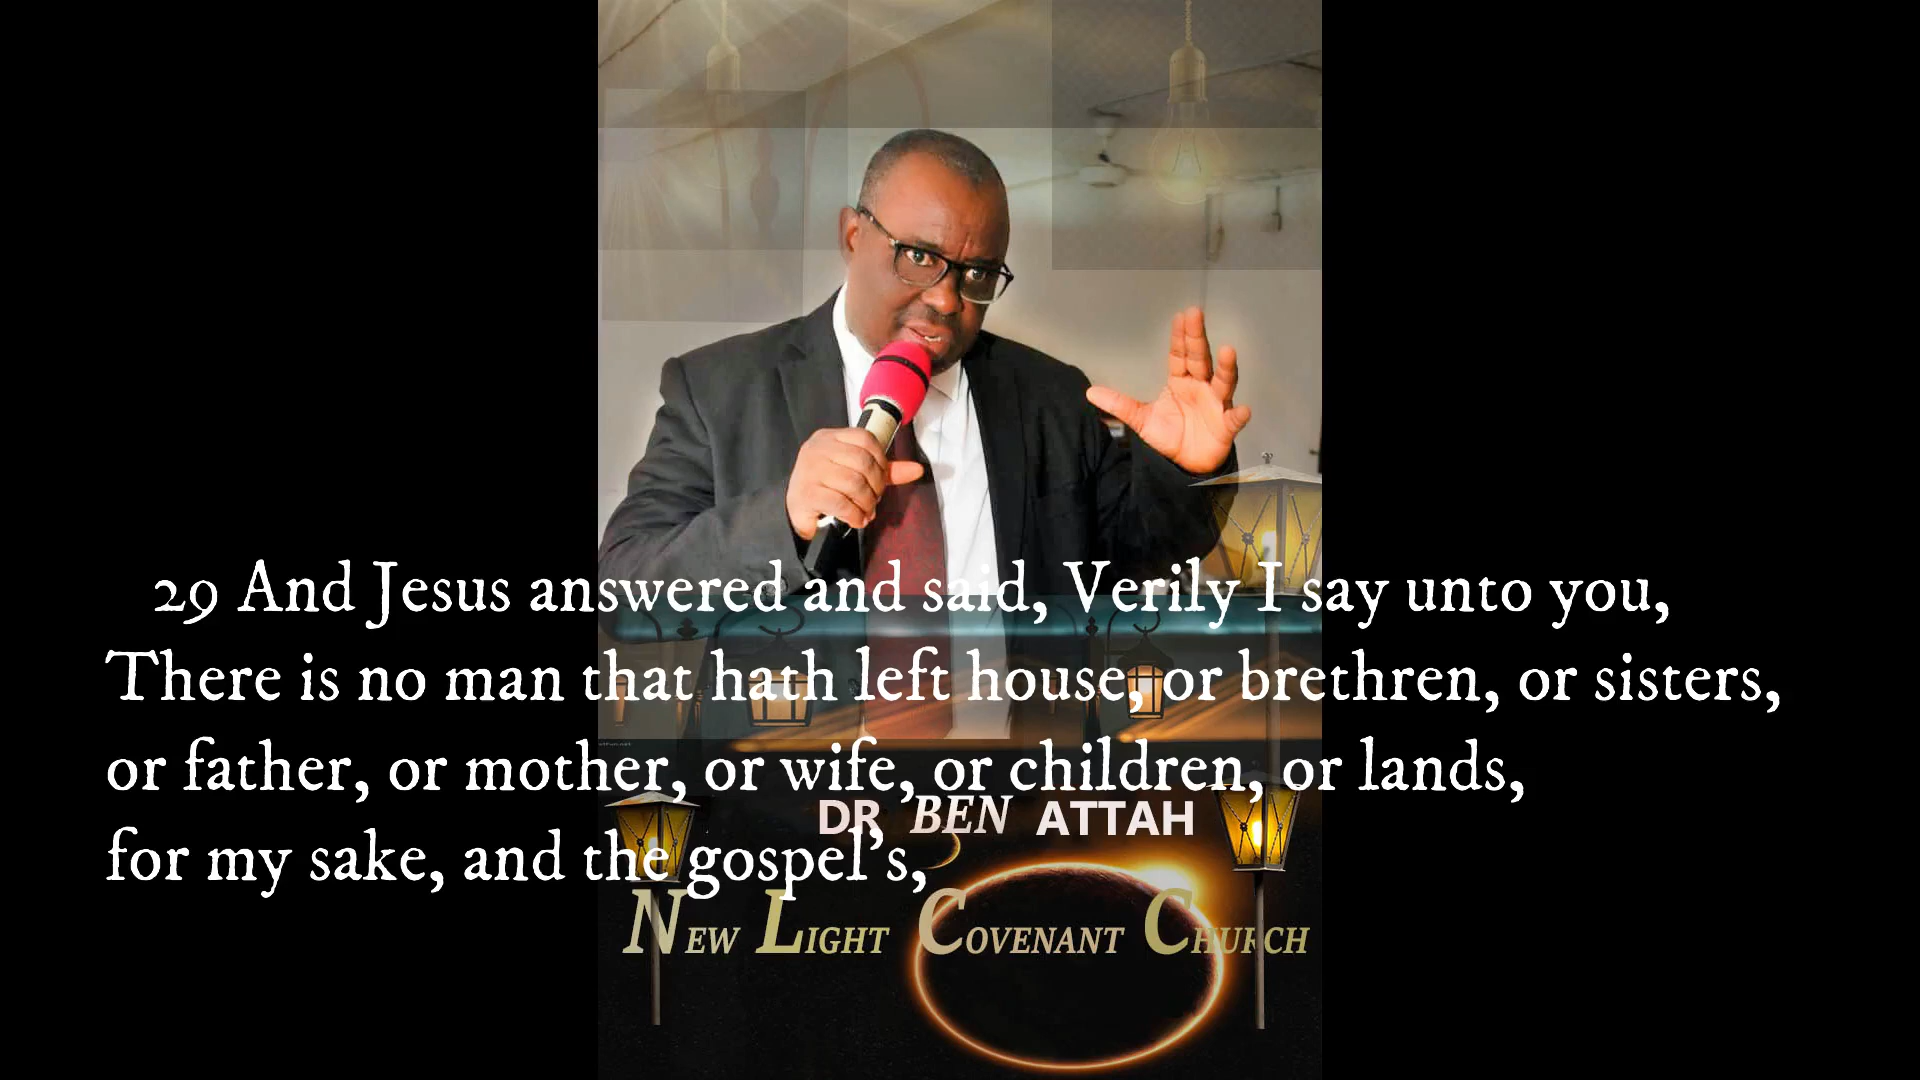 29 And Jesus answered and said, Verily I say unto you,
There is no man that hath left house, or brethren, or sisters,
or father, or mother, or wife, or children, or lands,
for my sake, and the gospel's,
DR BEN ATTAH
NEW LIGHT COVENANT CHURCH